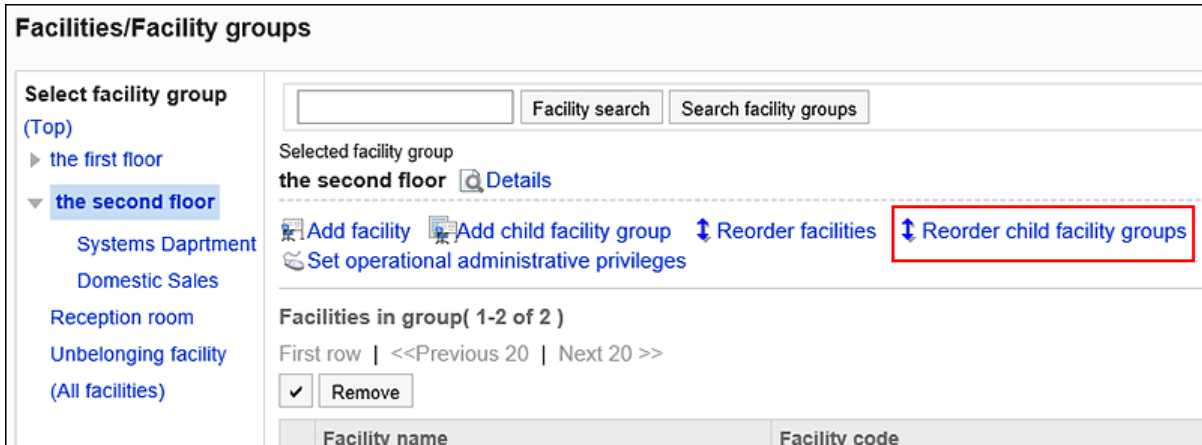 Facilities/Facility groups
Select facility group
(Top)
the first floor
the second floor
Systems Daprtment
Domestic Sales
Reception room
Unbelonging facility
(All facilities)
Facility search Search facility groups
Selected facility group
the second floor Details
Add facility Add child facility group Reorder facilities Reorder child facility groups
Set operational administrative privileges
Facilities in group( 1-2 of 2 )
First row | <<Previous 20 | Next 20 >>
Remove
Facility name Facility code